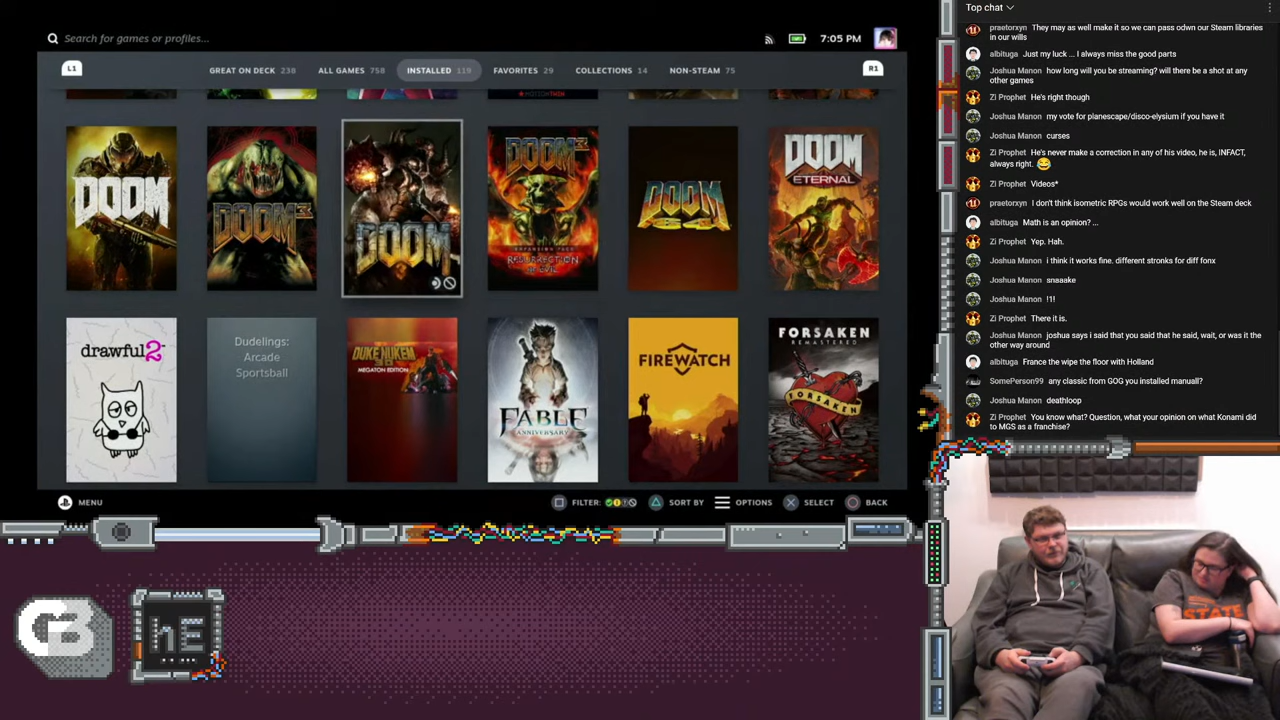 Search for games or profiles...
7:05 PM
L1
GREAT ON DECK 238
ALL GAMES 758
INSTALLED 119
FAVORITES 29
COLLECTIONS 14
NON-STEAM 75
R1
DOOM
DOOM 3
DOOM
DOOM 3
EXPANSION PACK
RESURRECTION
OF EVIL
DOOM
64
DOOM
ETERNAL
drawful 2
Dudelings:
Arcade
Sportsball
DUKE NUKEM
3D
MEGATON EDITION
FABLE
ANNIVERSARY
FIREWATCH
FORSAKEN
REMASTERED
FORSAKEN
MENU
FILTER:
SORT BY
OPTIONS
SELECT
BACK
Top chat
praetorxyn They may as well make it so we can pass odwn our Steam libraries
in our wills
albituga Just my luck ... I always miss the good parts
Joshua Manon how long will you be streaming? will there be a shot at any
other games
Zi Prophet He's right though
Joshua Manon my vote for planescape/disco-elysium if you have it
Joshua Manon curses
Zi Prophet He's never make a correction in any of his video, he is, INFACT,
always right.
Zi Prophet Videos*
praetorxyn I don't think isometric RPGs would work well on the Steam deck
albituga Math is an opinion? ...
Zi Prophet Yep. Hah.
Joshua Manon i think it works fine. different stronks for diff fonx
Joshua Manon snaaake
Joshua Manon !1!
Zi Prophet There it is.
Joshua Manon joshua says i said that you said that he said, wait, or was it the
other way around
albituga France the wipe the floor with Holland
SomePerson99 any classic from GOG you installed manuall?
Joshua Manon deathloop
Zi Prophet You know what? Question, what your opinion on what Konami did
to MGS as a franchise?
STATE
hE